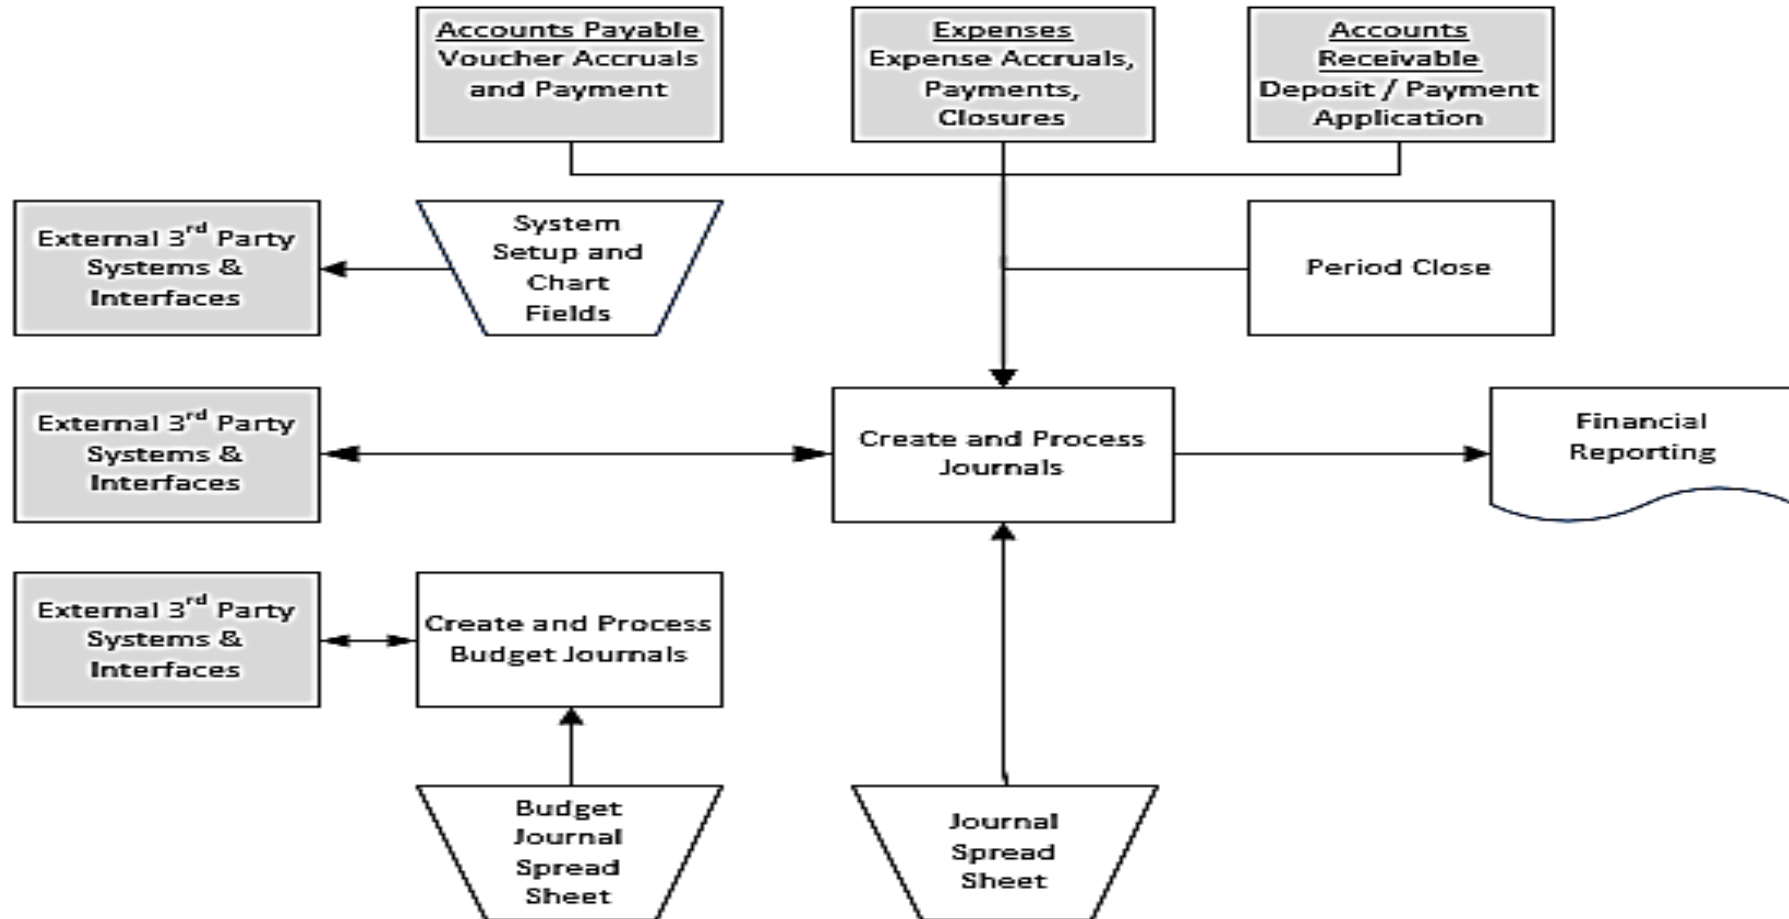 Accounts Payable
Voucher Accruals
and Payment
Expenses
Expense Accruals,
Payments,
Closures
Accounts
Receivable
Deposit / Payment
Application
External 3rd Party
Systems &
Interfaces
System
Setup and
Chart
Fields
Period Close
External 3rd Party
Systems &
Interfaces
Create and Process
Journals
Financial
Reporting
External 3rd Party
Systems &
Interfaces
Create and Process
Budget Journals
Budget
Journal
Spread
Sheet
Journal
Spread
Sheet